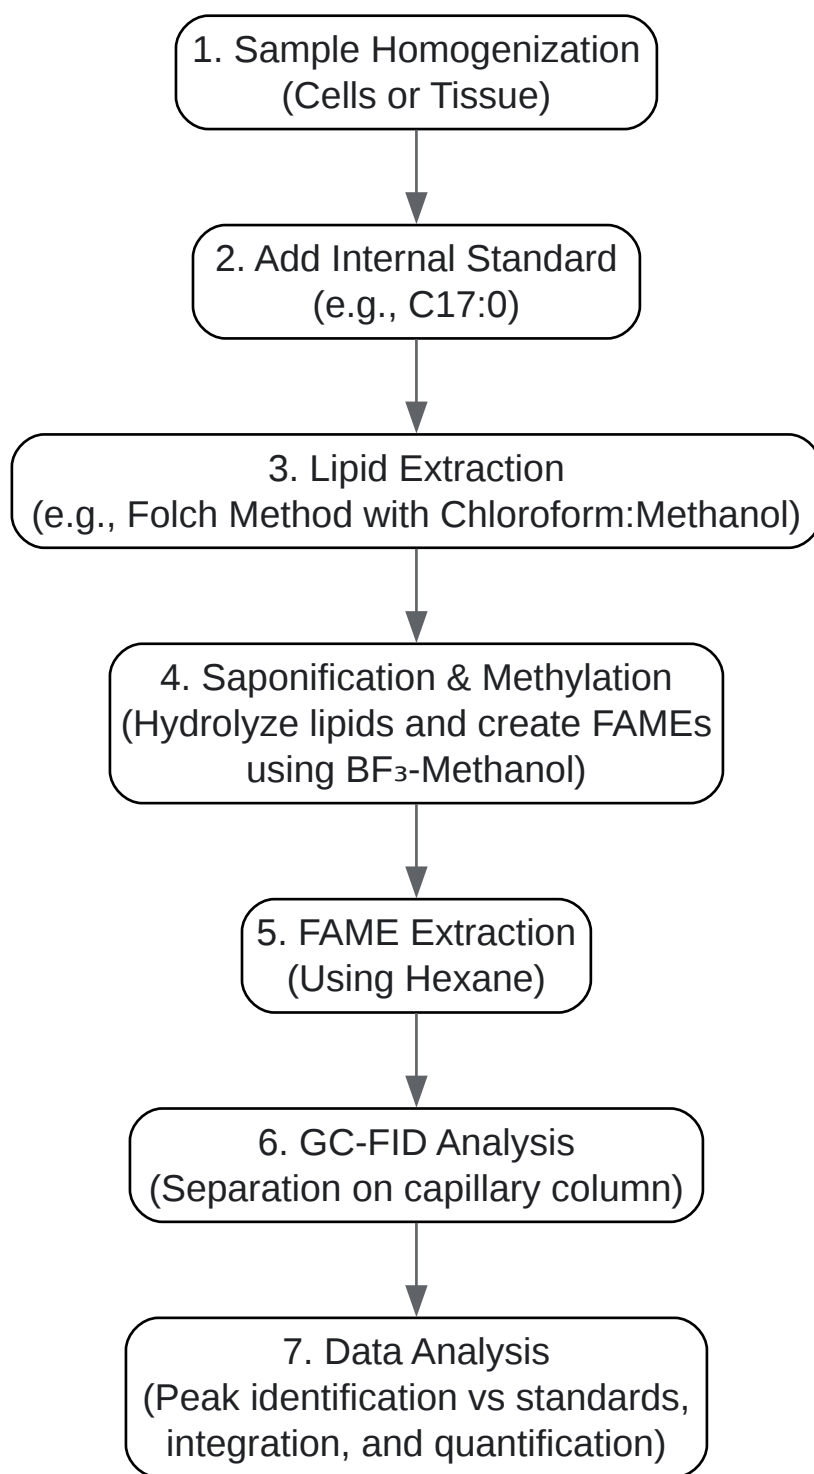 1. Sample Homogenization
(Cells or Tissue)
2. Add Internal Standard
(e.g., C17:0)
3. Lipid Extraction
(e.g., Folch Method with Chloroform:Methanol)
4. Saponification & Methylation
(Hydrolyze lipids and create FAMEs
using BF₃-Methanol)
5. FAME Extraction
(Using Hexane)
6. GC-FID Analysis
(Separation on capillary column)
7. Data Analysis
(Peak identification vs standards,
integration, and quantification)